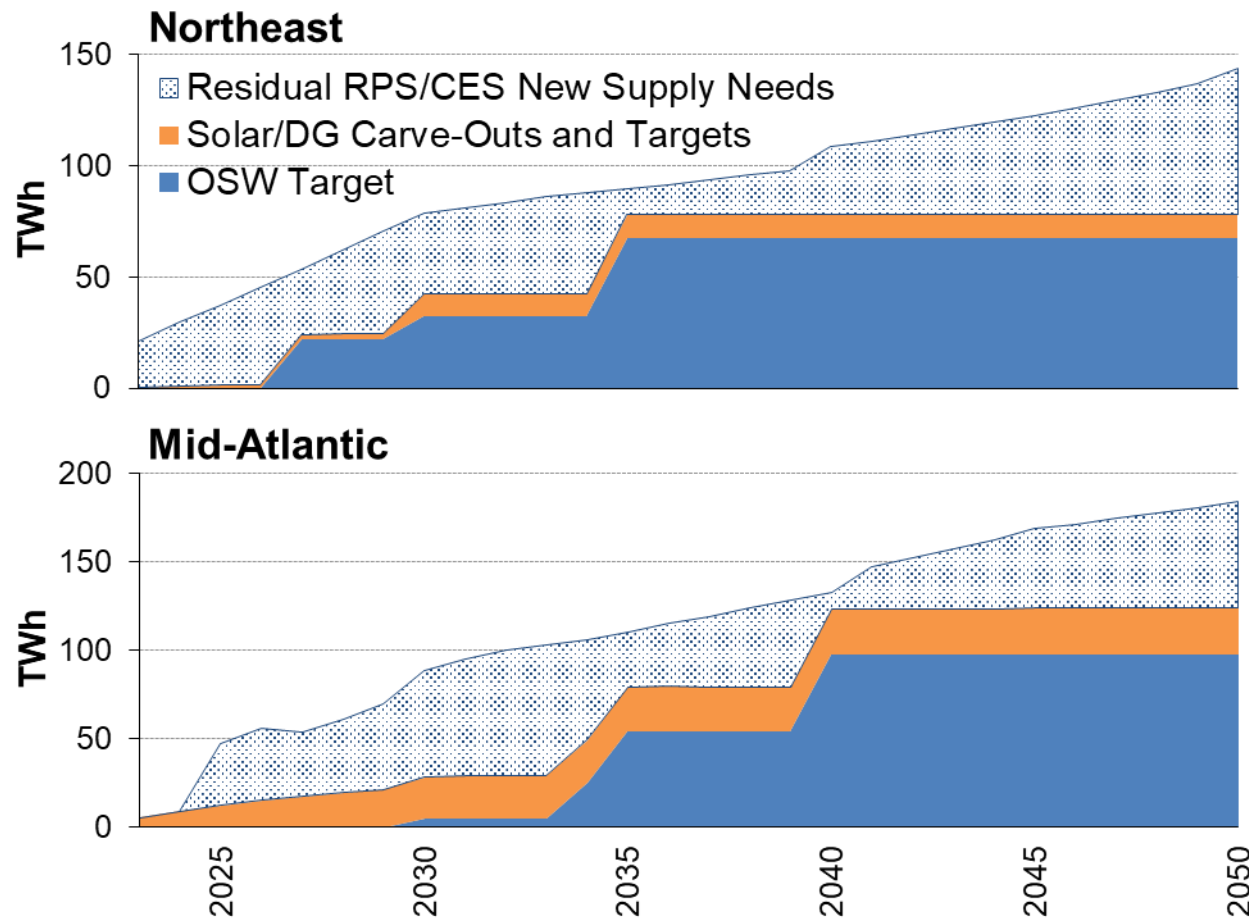 Northeast
150
100
50
0
TWh
Residual RPS/CES New Supply Needs
Solar/DG Carve-Outs and Targets
OSW Target
Mid-Atlantic
200
150
100
50
0
TWh
2025 2030 2035 2040 2045 2050